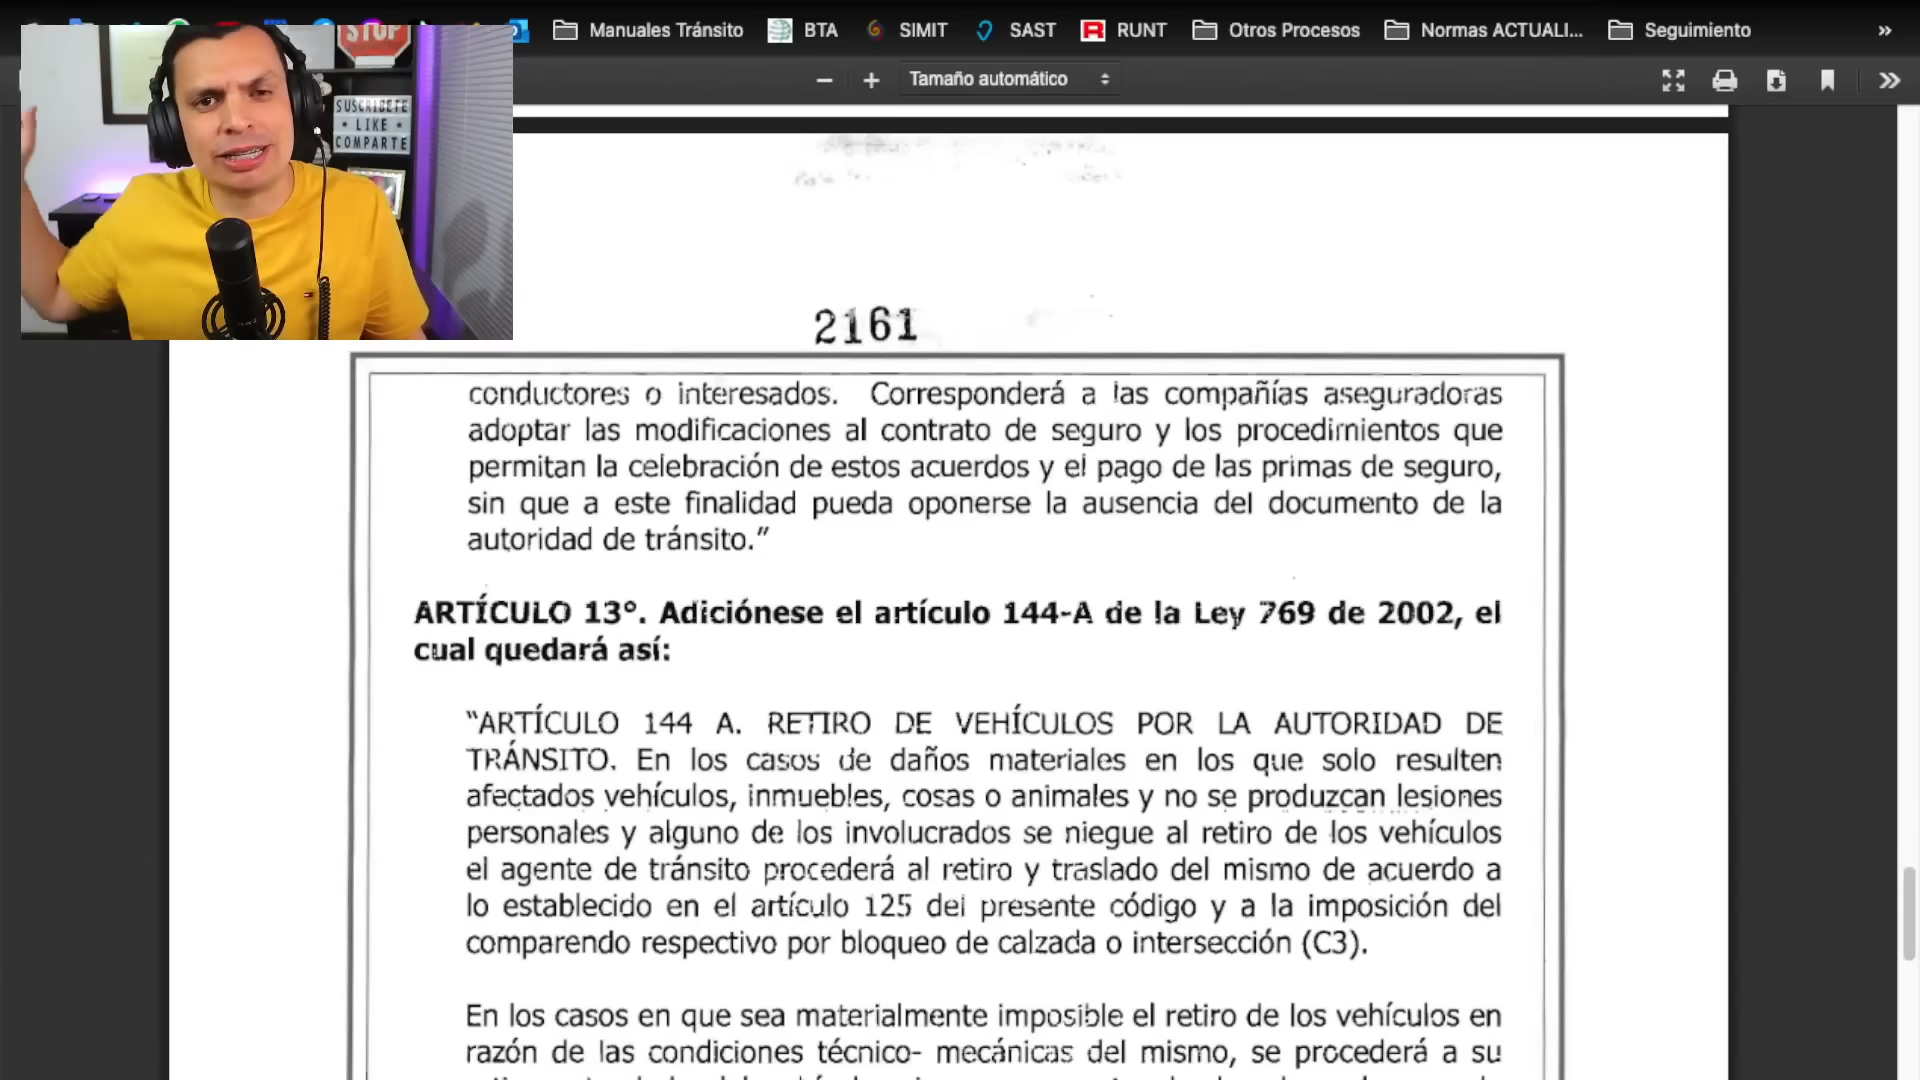 Manuales Tránsito
BTA
SIMIT
SAST
RUNT
Otros Procesos
Normas ACTUALI...
Seguimiento
Tamaño automático
STOP
SUSCRIBETE
• LIKE •
COMPARTE
2161
conductores o interesados. Corresponderá a las compañías aseguradoras
adoptar las modificaciones al contrato de seguro y los procedimientos que
permitan la celebración de estos acuerdos y el pago de las primas de seguro,
sin que a este finalidad pueda oponerse la ausencia del documento de la
autoridad de tránsito.”
ARTÍCULO 13°. Adiciónese el artículo 144-A de la Ley 769 de 2002, el
cual quedará así:
“ARTÍCULO 144 A. RETIRO DE VEHÍCULOS POR LA AUTORIDAD DE
TRÁNSITO. En los casos de daños materiales en los que solo resulten
afectados vehículos, inmuebles, cosas o animales y no se produzcan lesiones
personales y alguno de los involucrados se niegue al retiro de los vehículos
el agente de tránsito procederá al retiro y traslado del mismo de acuerdo a
lo establecido en el artículo 125 del presente código y a la imposición del
comparendo respectivo por bloqueo de calzada o intersección (C3).
En los casos en que sea materialmente imposible el retiro de los vehículos en
razón de las condiciones técnico- mecánicas del mismo, se procederá a su